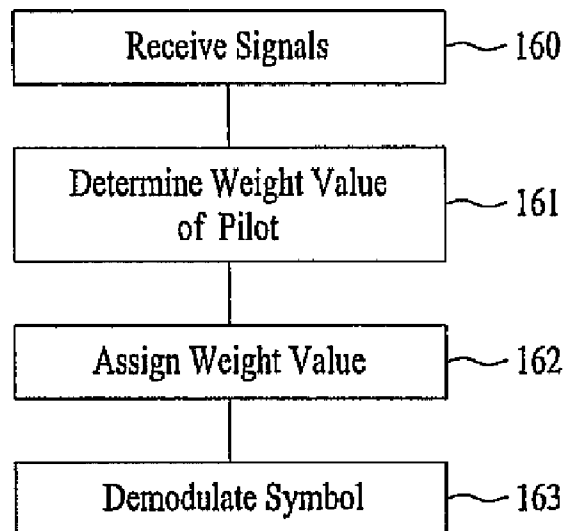 Receive Signals
160
Determine Weight Value
of Pilot
161
Assign Weight Value
162
Demodulate Symbol
163